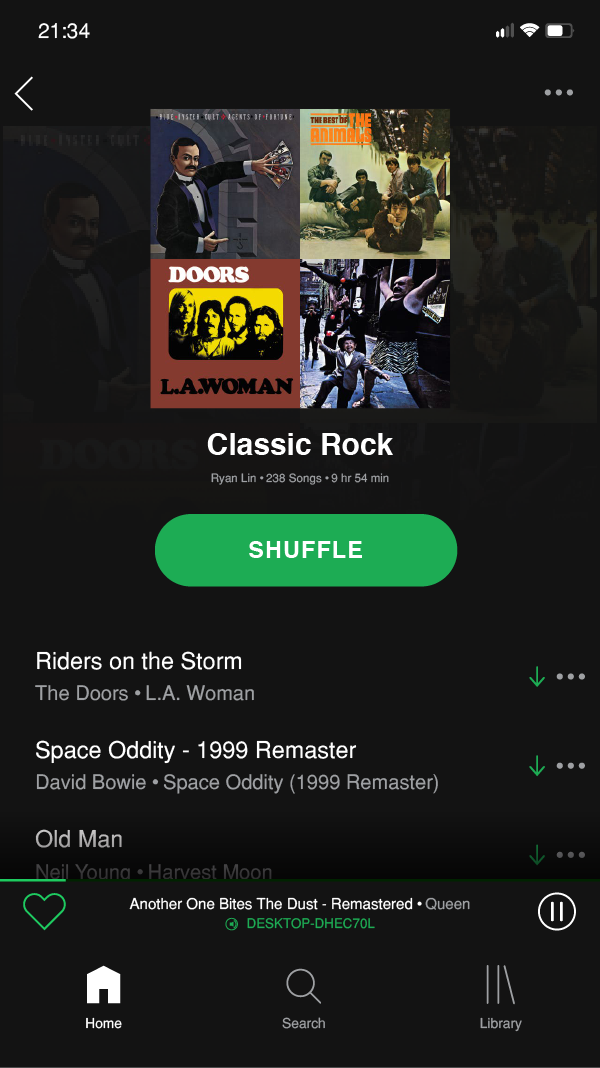 21:34
BLUE ÖYSTER CULT AGENTS OF FORTUNE
THE BEST OF THE
ANIMALS
DOORS
L.A.WOMAN
DOORS
Classic Rock
Ryan Lin • 238 Songs • 9 hr 54 min
SHUFFLE
Riders on the Storm
The Doors • L.A. Woman
Space Oddity - 1999 Remaster
David Bowie • Space Oddity (1999 Remaster)
Old Man
Neil Young • Harvest Moon
Another One Bites The Dust - Remastered • Queen
DESKTOP-DHEC70L
Home
Search
Library